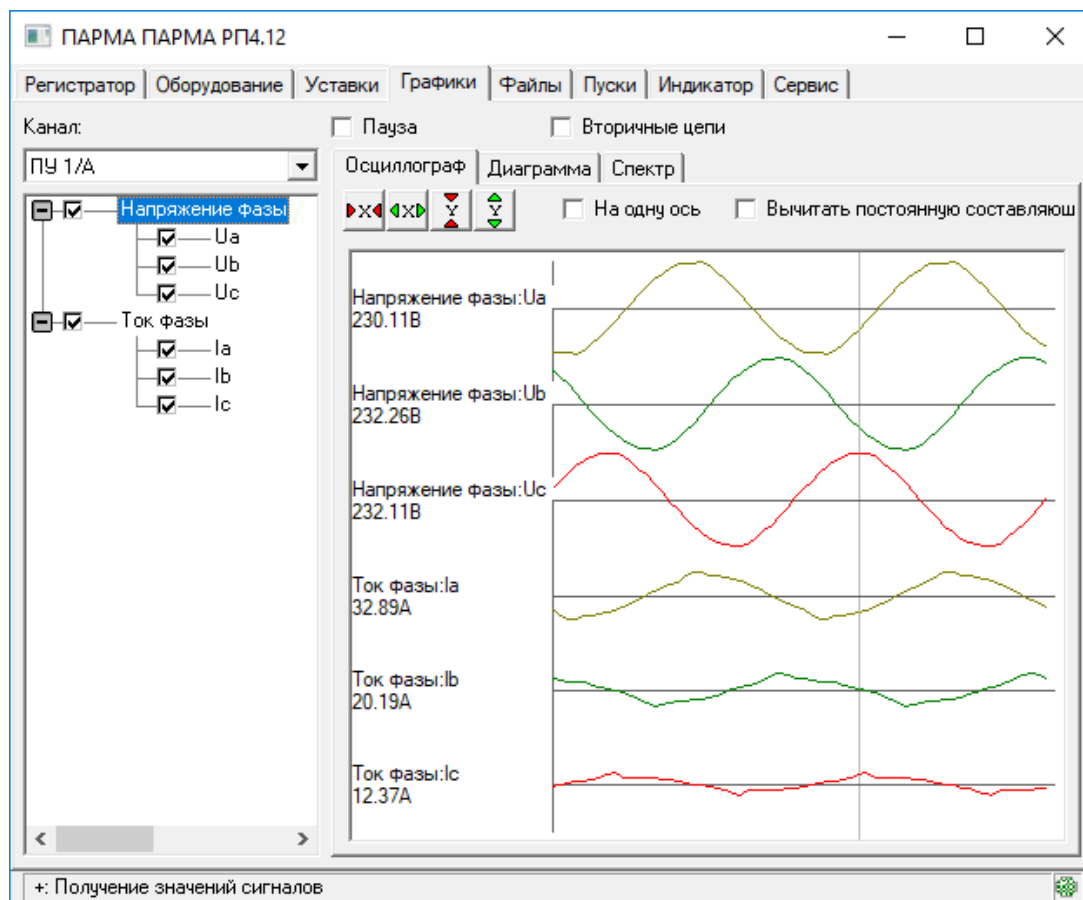 ПАРМА ПАРМА РП4.12
Регистратор Оборудование Уставки Графики Файлы Пуски Индикатор Сервис
Канал:
Пауза
Вторичные цепи
ПУ 1/А
Осциллограф Диаграмма Спектр
X X Y Y
На одну ось
Вычитать постоянную составляющ
Напряжение фазы
Ua
Ub
Uc
Ток фазы
Ia
Ib
Ic
Напряжение фазы:Ua
230.11В
Напряжение фазы:Ub
232.26В
Напряжение фазы:Uc
232.11В
Ток фазы:Ia
32.89А
Ток фазы:Ib
20.19А
Ток фазы:Ic
12.37А
+: Получение значений сигналов